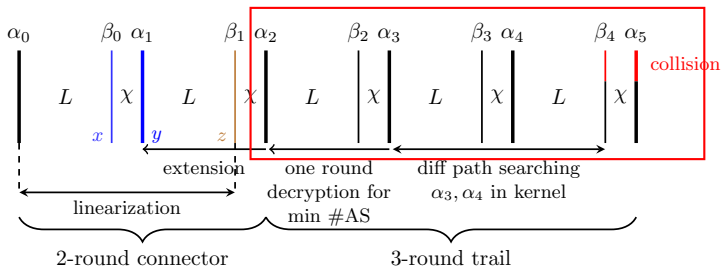 α₀ β₀ α₁ β₁ α₂ β₂ α₃ β₃ α₄ β₄ α₅
collision
L χ L χ L χ L χ L χ
x y z
extension one round diff path searching
decryption for α₃, α₄ in kernel
linearization min #AS
2-round connector 3-round trail